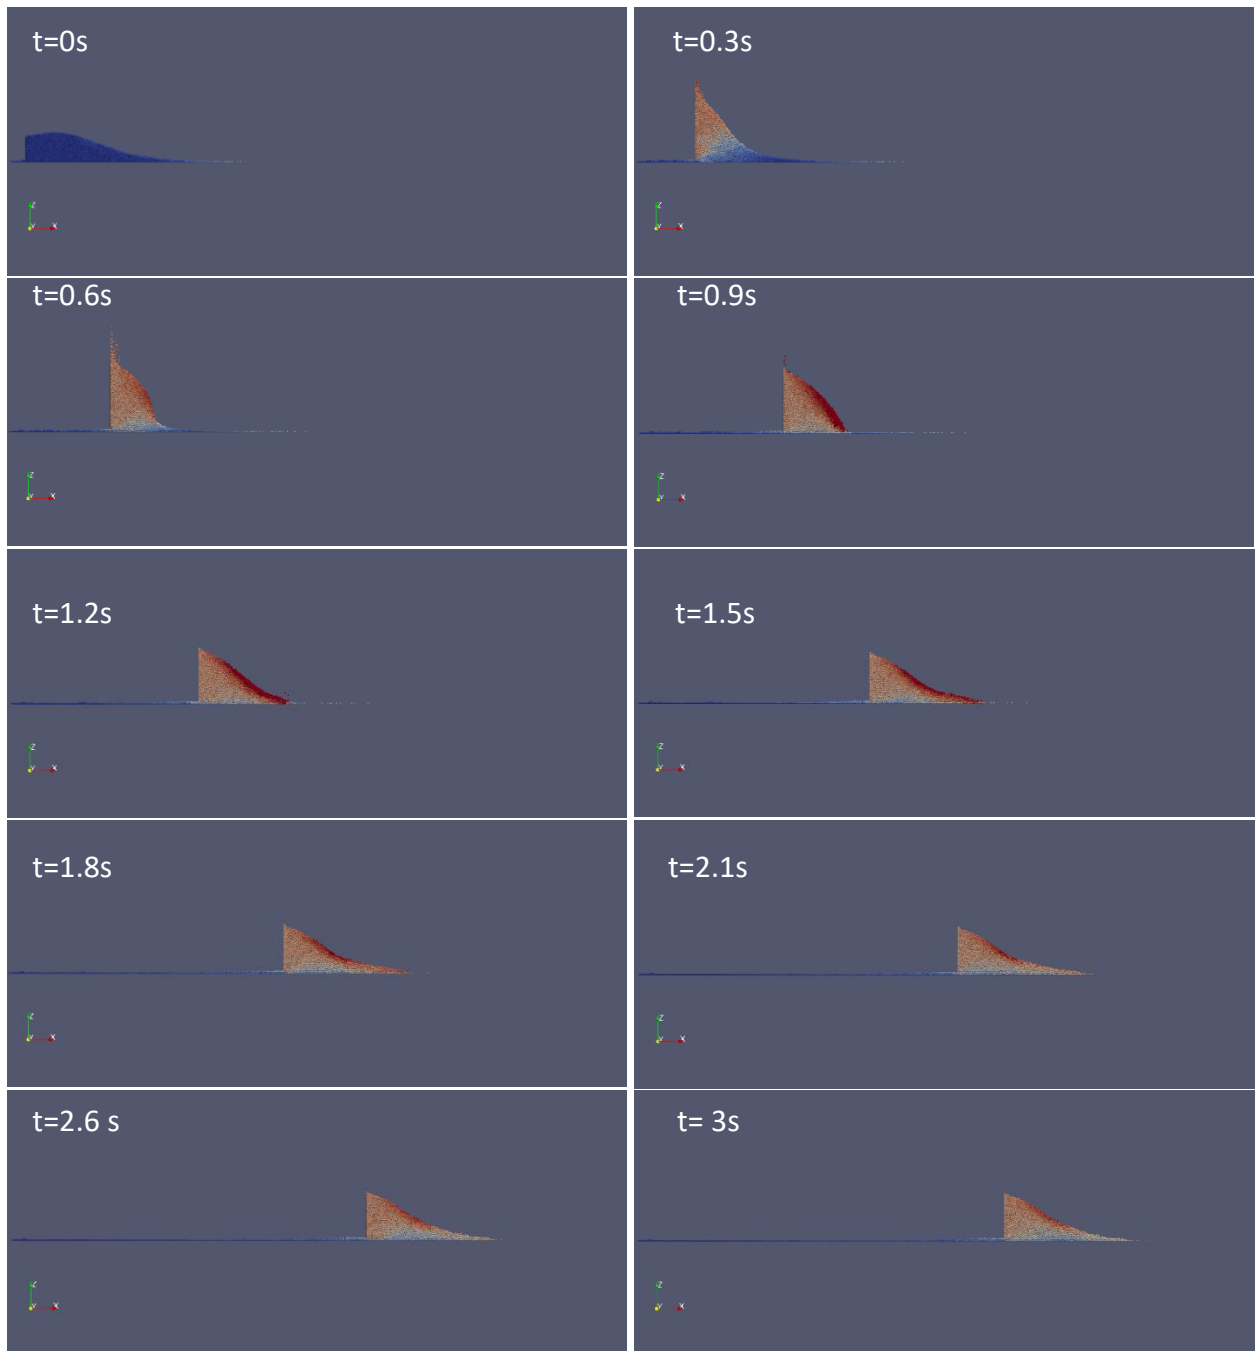 t=0s
t=0.3s
Z
Y X
Z
Y X
t=0.6s
t=0.9s
Z
Y X
Z
Y X
t=1.2s
t=1.5s
Z
Y X
Z
Y X
t=1.8s
t=2.1s
Z
Y X
Z
Y X
t=2.6 s
t= 3s
Z
Y X
Z
Y X